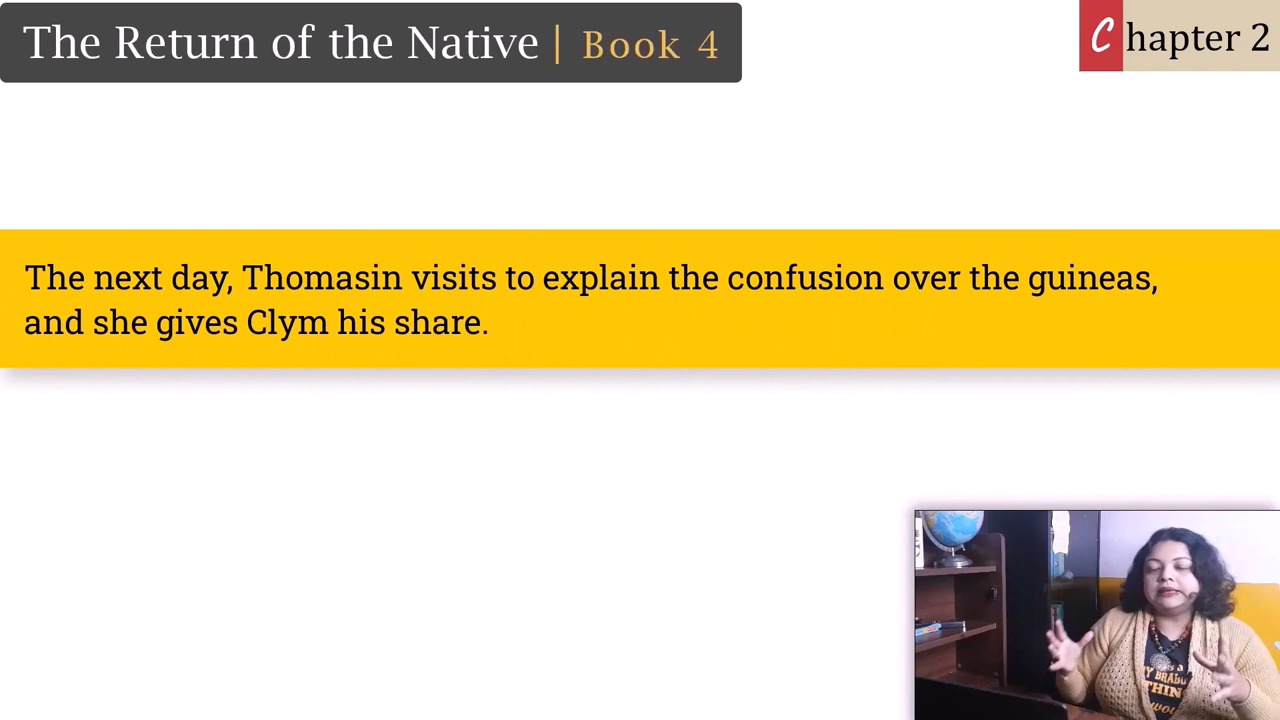 The Return of the Native | Book 4
Chapter 2
The next day, Thomasin visits to explain the confusion over the guineas,
and she gives Clym his share.
THIN